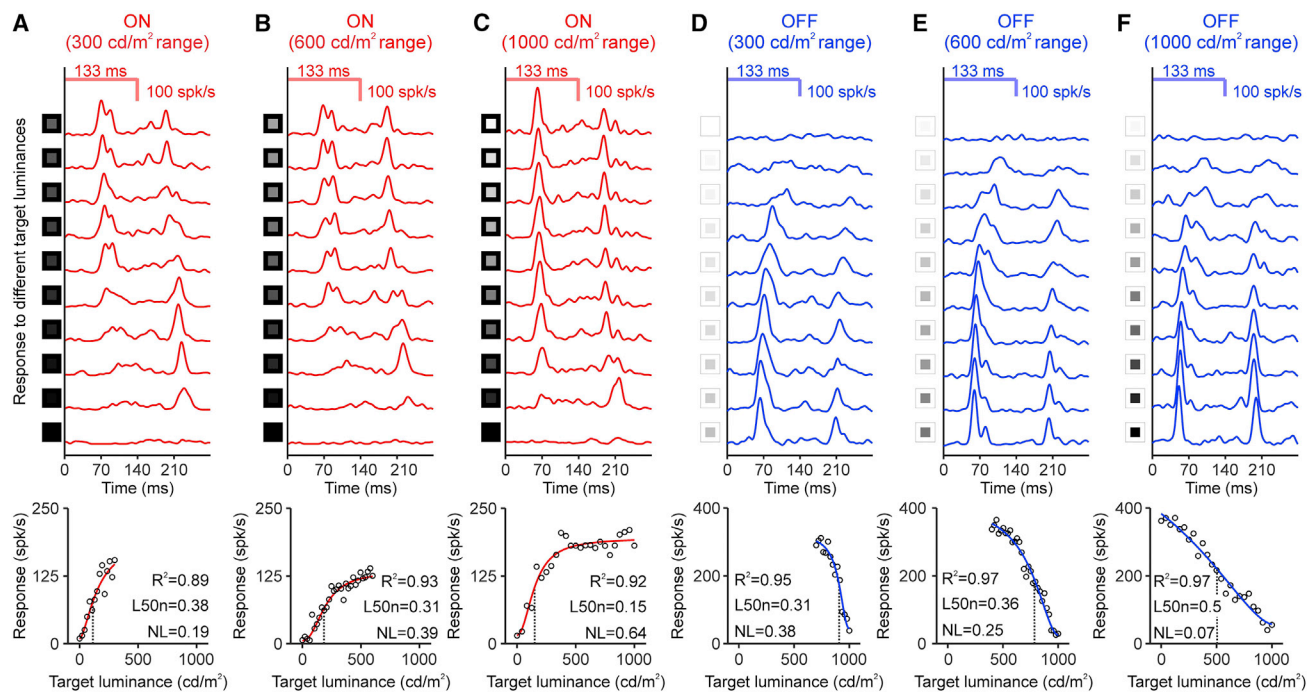 A
ON
(300 cd/m² range)
133 ms
100 spk/s
B
ON
(600 cd/m² range)
133 ms
100 spk/s
C
ON
(1000 cd/m² range)
133 ms
100 spk/s
D
OFF
(300 cd/m² range)
133 ms
100 spk/s
E
OFF
(600 cd/m² range)
133 ms
100 spk/s
F
OFF
(1000 cd/m² range)
133 ms
100 spk/s
Response to different target luminances
0 70 140 210
Time (ms)
0 70 140 210
Time (ms)
0 70 140 210
Time (ms)
0 70 140 210
Time (ms)
0 70 140 210
Time (ms)
0 70 140 210
Time (ms)
Response (spk/s)
250
125
0
R²=0.89
L50n=0.38
NL=0.19
0 500 1000
Target luminance (cd/m²)
Response (spk/s)
250
125
0
R²=0.93
L50n=0.31
NL=0.39
0 500 1000
Target luminance (cd/m²)
Response (spk/s)
250
125
0
R²=0.92
L50n=0.15
NL=0.64
0 500 1000
Target luminance (cd/m²)
Response (spk/s)
400
200
0
R²=0.95
L50n=0.31
NL=0.38
0 500 1000
Target luminance (cd/m²)
Response (spk/s)
400
200
0
R²=0.97
L50n=0.36
NL=0.25
0 500 1000
Target luminance (cd/m²)
Response (spk/s)
400
200
0
R²=0.97
L50n=0.5
NL=0.07
0 500 1000
Target luminance (cd/m²)